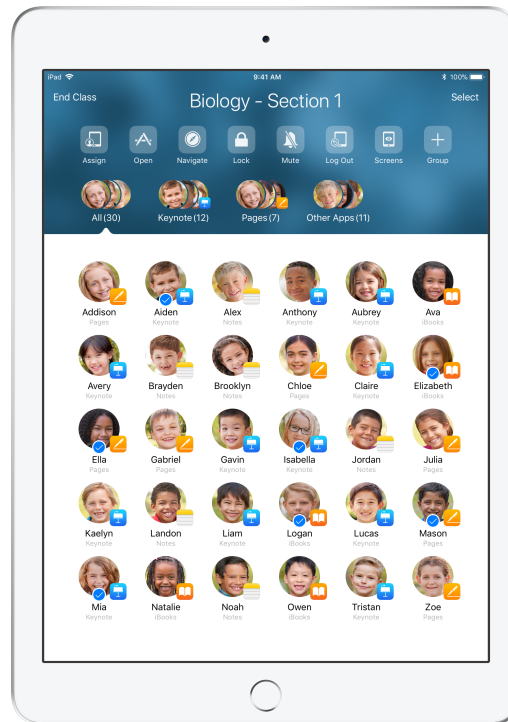 iPad 9:41 AM 100%
End Class Biology - Section 1 Select
Assign Open Navigate Lock Mute Log Out Screens Group
All (30) Keynote (12) Pages (7) Other Apps (11)
Addison Aiden Alex Anthony Aubrey Ava
Pages Keynote Notes Keynote Keynote iBooks
Avery Brayden Brooklyn Chloe Claire Elizabeth
Keynote Notes Notes Pages Keynote iBooks
Ella Gabriel Gavin Isabella Jordan Julia
Pages Pages Keynote Keynote Notes Pages
Kaelyn Landon Liam Logan Lucas Mason
Keynote Notes Keynote iBooks Keynote Pages
Mia Natalie Noah Owen Tristan Zoe
Keynote iBooks Notes iBooks Keynote Pages